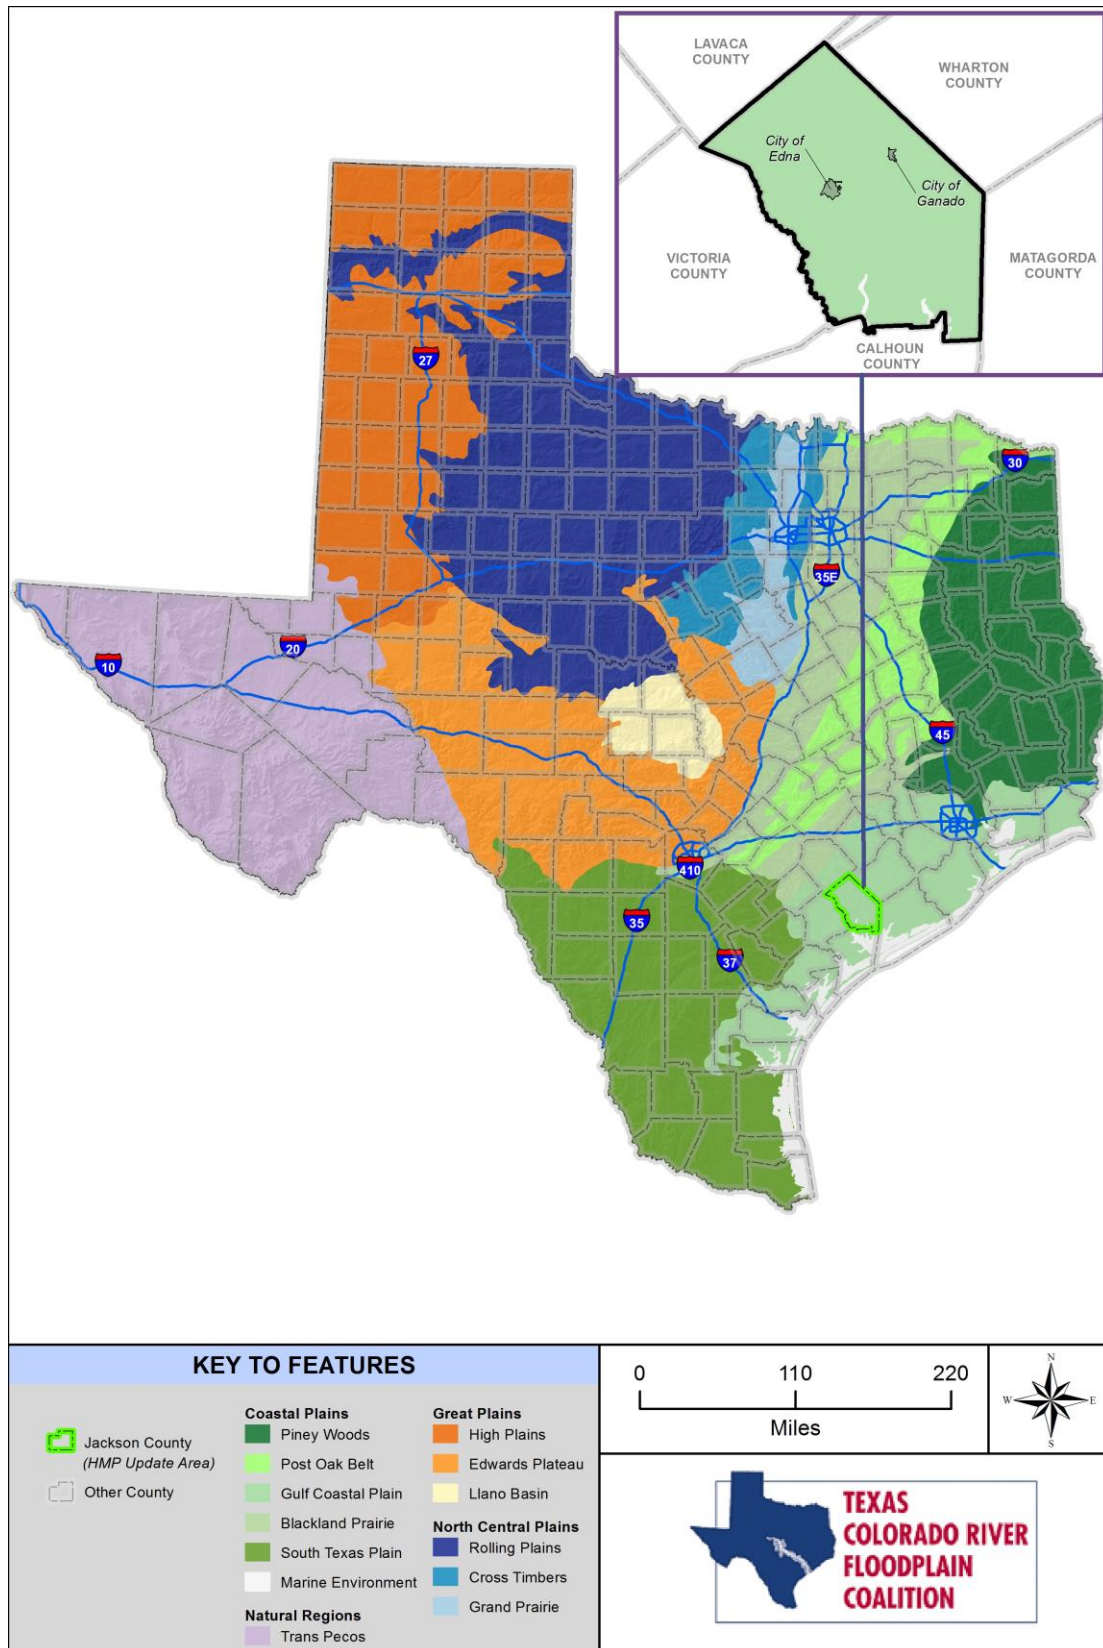 LAVACA
COUNTY
WHARTON
COUNTY
City of
Edna
City of
Ganado
VICTORIA
COUNTY
MATAGORDA
COUNTY
CALHOUN
COUNTY
27
30
35E
20
10
45
410
35
37
KEY TO FEATURES
Jackson County
(HMP Update Area)
Other County
Coastal Plains
Piney Woods
Post Oak Belt
Gulf Coastal Plain
Blackland Prairie
South Texas Plain
Marine Environment
Natural Regions
Trans Pecos
Great Plains
High Plains
Edwards Plateau
Llano Basin
North Central Plains
Rolling Plains
Cross Timbers
Grand Prairie
0 110 220
Miles
N
W E
S
TEXAS
COLORADO RIVER
FLOODPLAIN
COALITION